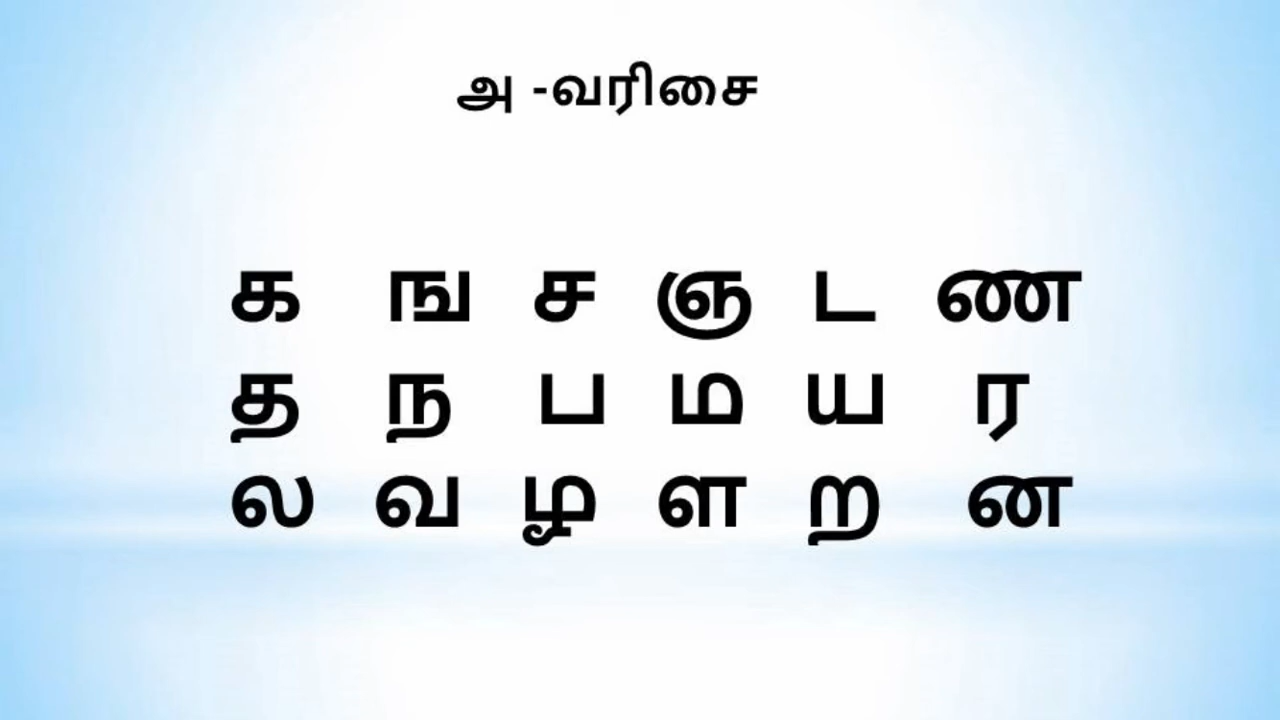 அ -வரிசை
க ங ச ஞ ட ண
த ந ப ம ய ர
ல வ ழ ள ற ன